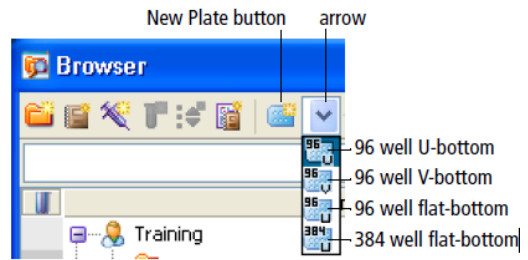 New Plate button
arrow
Browser
96
96 well U-bottom
96
96 well V-bottom
96
96 well flat-bottom
Training
384
384 well flat-bottom